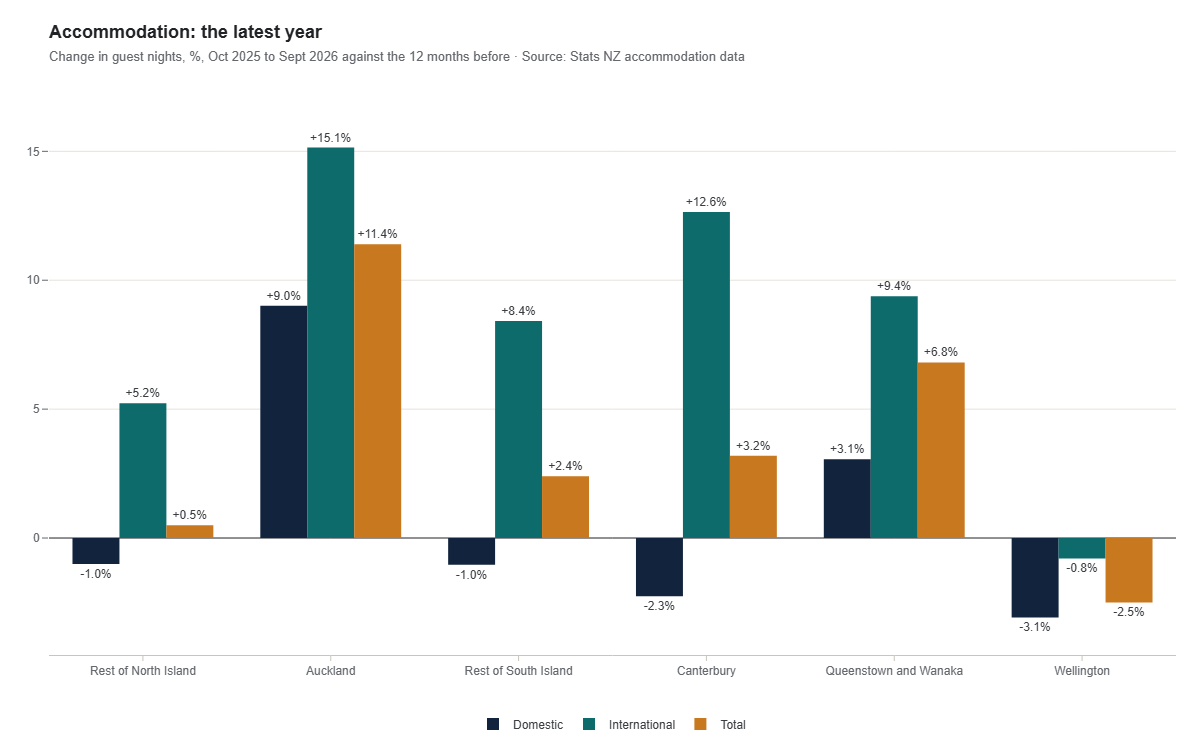 Accommodation: the latest year
Change in guest nights, %, Oct 2025 to Sept 2026 against the 12 months before · Source: Stats NZ accommodation data
15
10
5
0
+5.2%
+0.5%
-1.0%
+15.1%
+11.4%
+9.0%
+8.4%
+2.4%
-1.0%
+12.6%
+3.2%
-2.3%
+9.4%
+6.8%
+3.1%
-0.8%
-2.5%
-3.1%
Rest of North Island
Auckland
Rest of South Island
Canterbury
Queenstown and Wanaka
Wellington
Domestic
International
Total